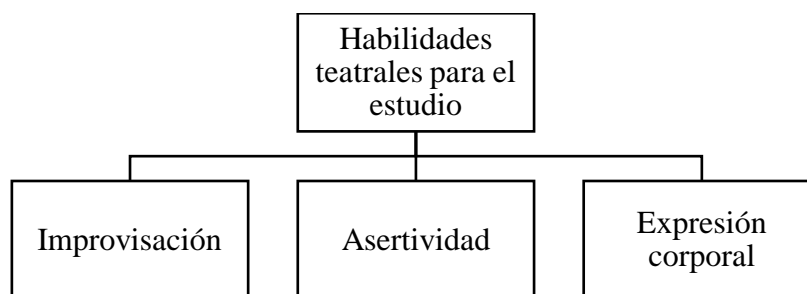 Habilidades
teatrales para el
estudio
Improvisación
Asertividad
Expresión
corporal